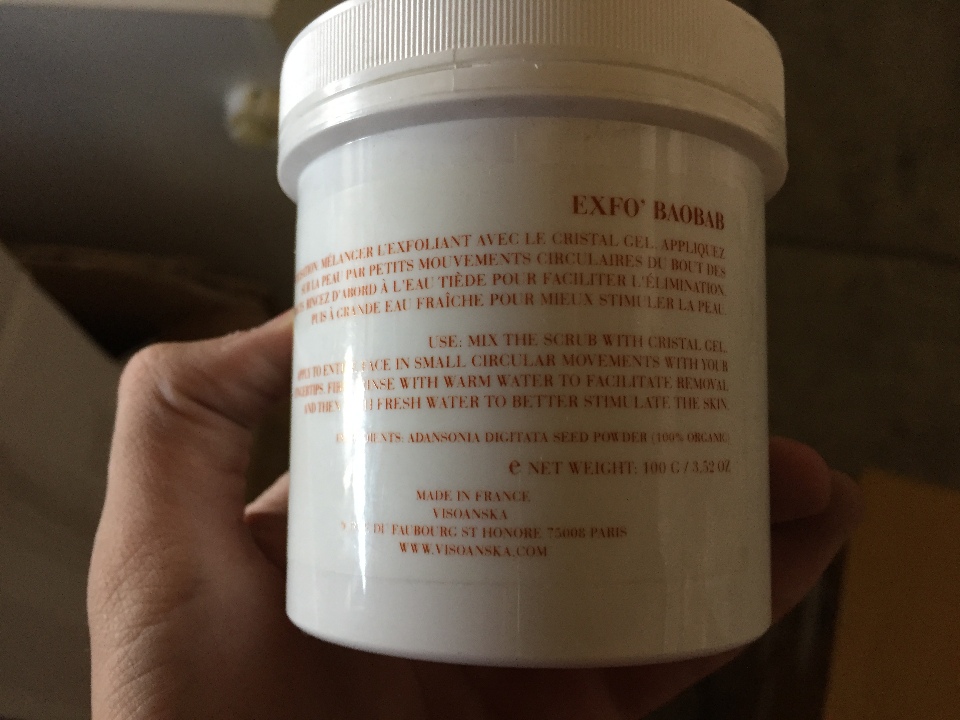 EXFO' BAOBAB
MÉLANGER L'EXFOLIANT AVEC LE CRISTAL GEL. APPLIQUEZ
SUR LA PEAU PAR PETITS MOUVEMENTS CIRCULAIRES DU BOUT DES
RINCEZ D'ABORD À L'EAU TIÈDE POUR FACILITER L'ÉLIMINATION.
PUIS À GRANDE EAU FRAÎCHE POUR MIEUX STIMULER LA PEAU.
USE: MIX THE SCRUB WITH CRISTAL GEL.
APPLY TO FACE IN SMALL CIRCULAR MOVEMENTS WITH YOUR
WITH WARM WATER TO FACILITATE REMOVAL
AND FRESH WATER TO BETTER STIMULATE THE SKIN.
ADANSONIA DIGITATA SEED POWDER (100% ORGANIC)
e NET WEIGHT: 100 G / 3.52 OZ
MADE IN FRANCE
VISOANSKA
DU FAUBOURG ST HONORE 75008 PARIS
WWW.VISOANSKA.COM